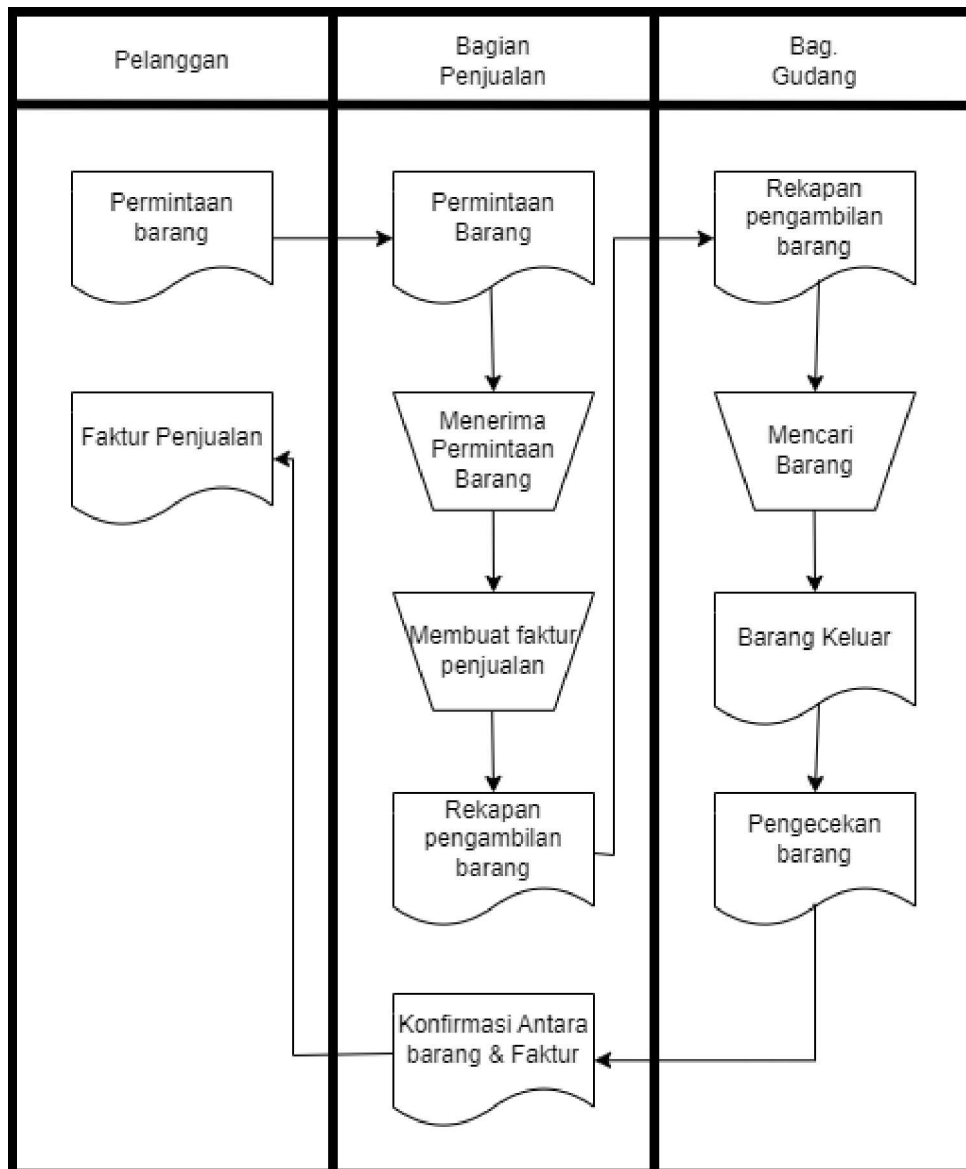 Pelanggan
Bagian
Penjualan
Bag.
Gudang
Permintaan
barang
Permintaan
Barang
Rekapan
pengambilan
barang
Faktur Penjualan
Menerima
Permintaan
Barang
Mencari
Barang
Membuat faktur
penjualan
Barang Keluar
Rekapan
pengambilan
barang
Pengecekan
barang
Konfirmasi Antara
barang & Faktur